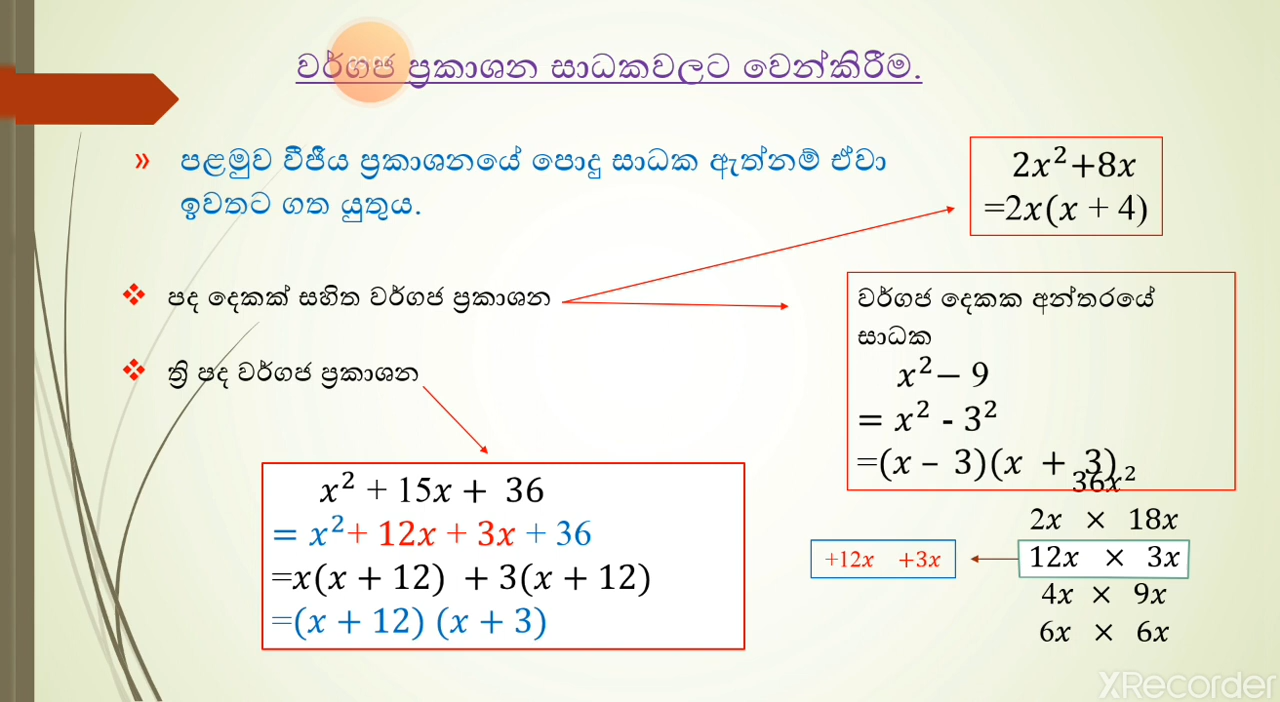 වර්ගජ ප්‍රකාශන සාධකවලට වෙන්කිරීම.
» පළමුව වීජීය ප්‍රකාශනයේ පොදු සාධක ඇත්නම් ඒවා
ඉවතට ගත යුතුය.
2x²+8x
=2x(x + 4)
❖ පද දෙකක් සහිත වර්ගජ ප්‍රකාශන
වර්ගජ දෙකක අන්තරයේ
සාධක
x² – 9
= x² - 3²
=(x – 3)(x + 3)
❖ ත්‍රි පද වර්ගජ ප්‍රකාශන
x² + 15x + 36
= x²+ 12x + 3x + 36
=x(x + 12) + 3(x + 12)
=(x + 12) (x + 3)
36x²
2x × 18x
12x × 3x
+12x +3x
4x × 9x
6x × 6x
XRecorder